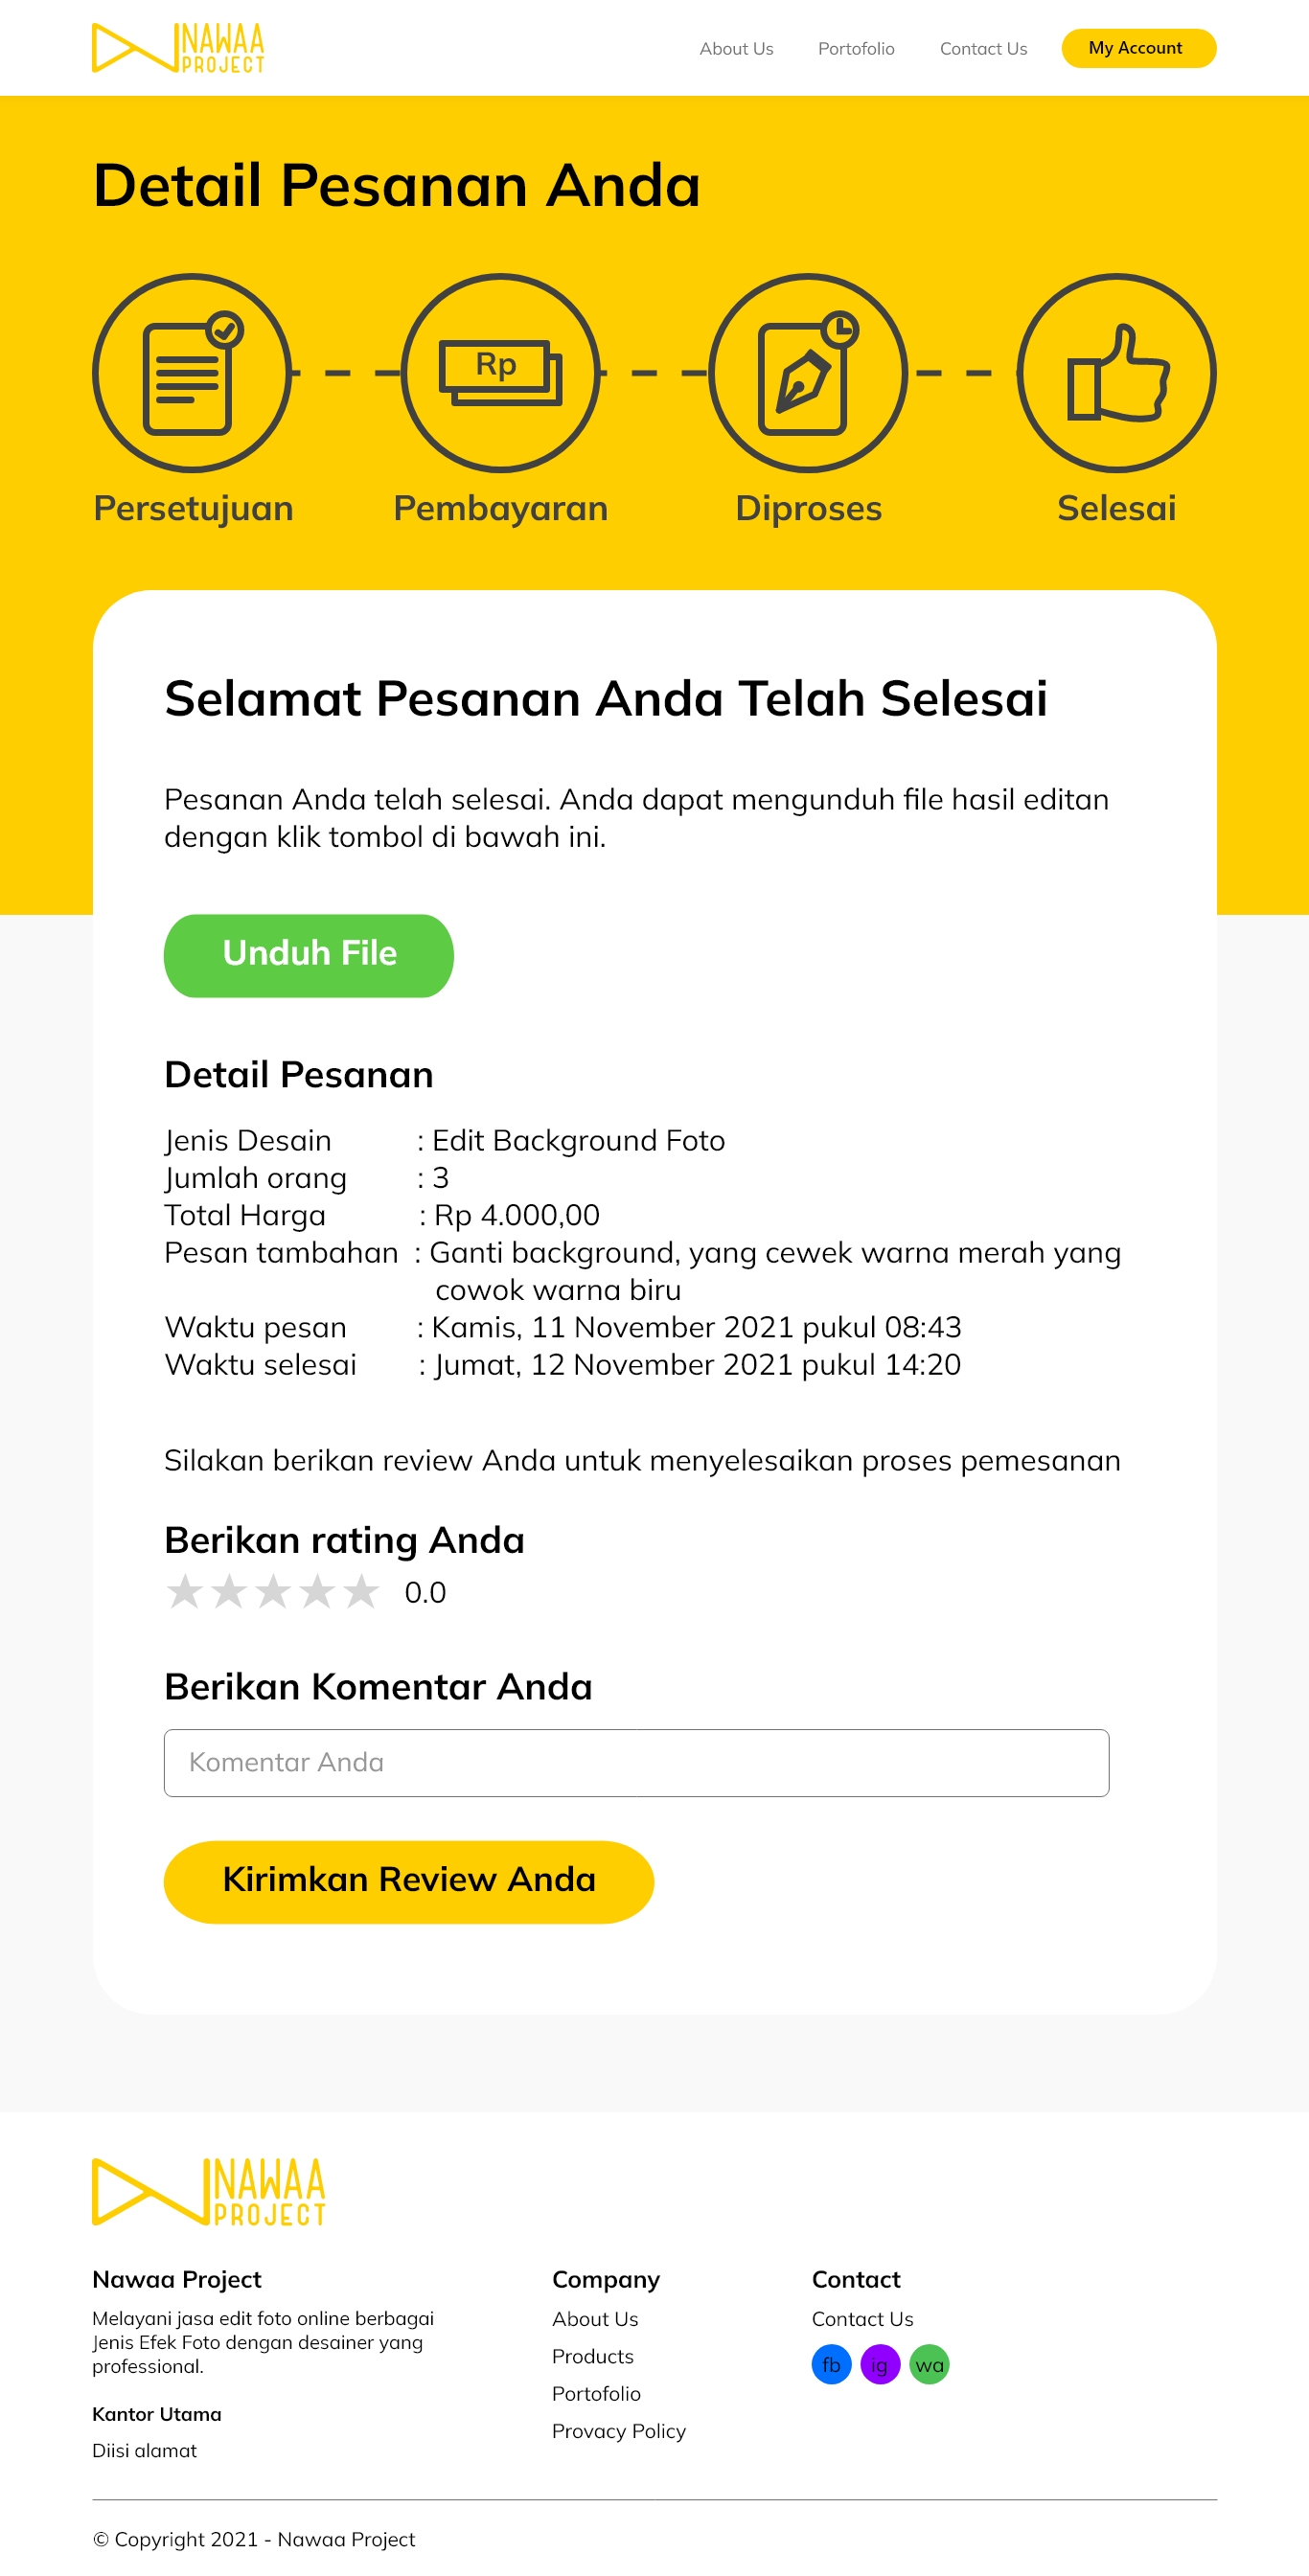 NAWAA
PROJECT
About Us
Portofolio
Contact Us
My Account
Detail Pesanan Anda
Rp
Persetujuan
Pembayaran
Diproses
Selesai
Selamat Pesanan Anda Telah Selesai
Pesanan Anda telah selesai. Anda dapat mengunduh file hasil editan
dengan klik tombol di bawah ini.
Unduh File
Detail Pesanan
Jenis Desain : Edit Background Foto
Jumlah orang : 3
Total Harga : Rp 4.000,00
Pesan tambahan : Ganti background, yang cewek warna merah yang
cowok warna biru
Waktu pesan : Kamis, 11 November 2021 pukul 08:43
Waktu selesai : Jumat, 12 November 2021 pukul 14:20
Silakan berikan review Anda untuk menyelesaikan proses pemesanan
Berikan rating Anda
0.0
Berikan Komentar Anda
Komentar Anda
Kirimkan Review Anda
NAWAA
PROJECT
Nawaa Project
Melayani jasa edit foto online berbagai
Jenis Efek Foto dengan desainer yang
professional.
Kantor Utama
Diisi alamat
Company
About Us
Products
Portofolio
Provacy Policy
Contact
Contact Us
fb
ig
wa
© Copyright 2021 - Nawaa Project